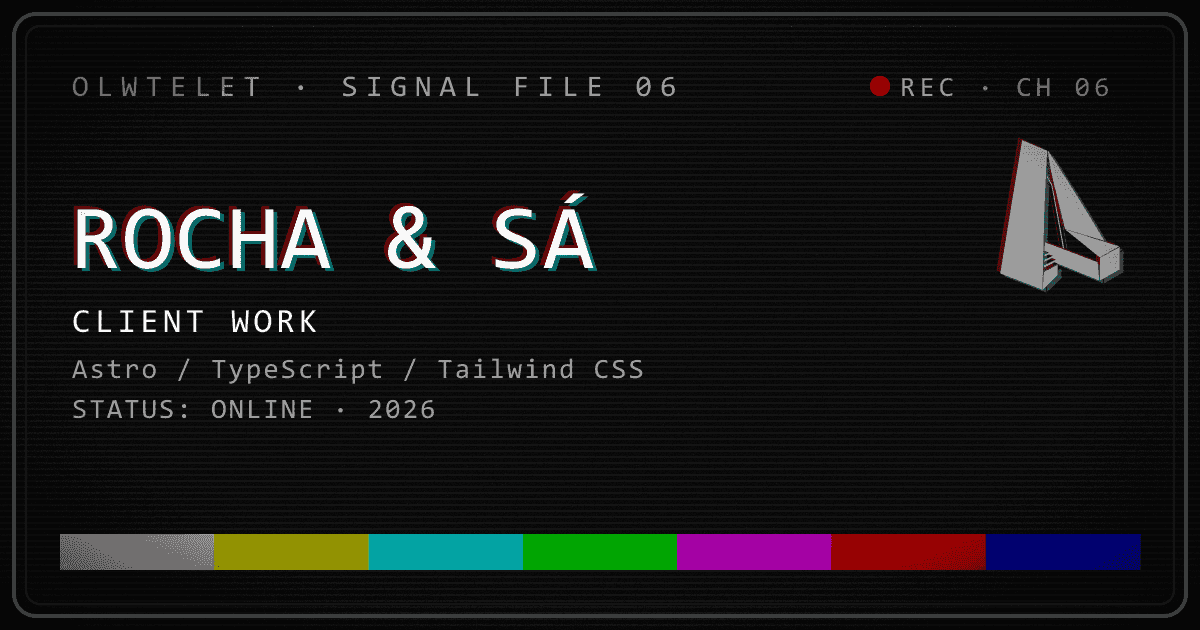 OLWTELET · SIGNAL FILE 06
REC · CH 06
ROCHA & SÁ
CLIENT WORK
Astro / TypeScript / Tailwind CSS
STATUS: ONLINE · 2026